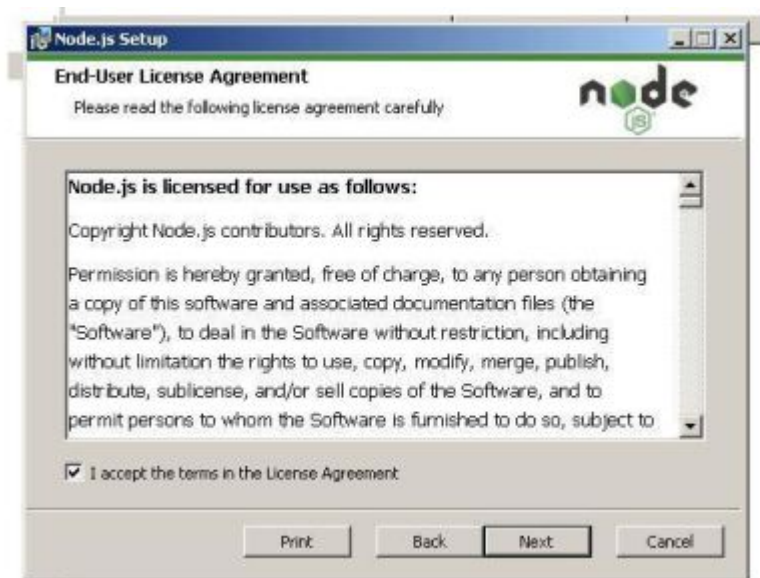 Node.js Setup
End-User License Agreement
Please read the following license agreement carefully
node
JS
Node.js is licensed for use as follows:
Copyright Node.js contributors. All rights reserved.
Permission is hereby granted, free of charge, to any person obtaining
a copy of this software and associated documentation files (the
"Software"), to deal in the Software without restriction, including
without limitation the rights to use, copy, modify, merge, publish,
distribute, sublicense, and/or sell copies of the Software, and to
permit persons to whom the Software is furnished to do so, subject to
I accept the terms in the License Agreement
Print Back Next Cancel